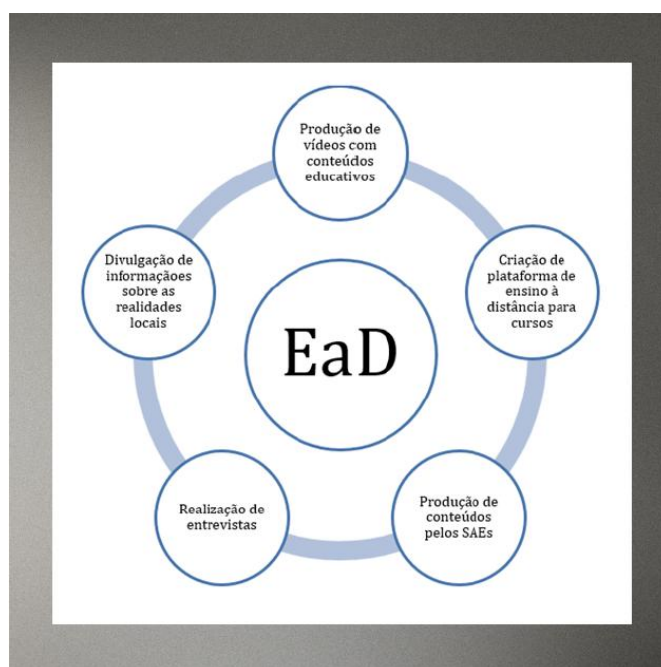 Produção de
vídeos com
conteúdos
educativos
Criação de
plataforma de
ensino à
distância para
cursos
Produção de
conteúdos
pelos SAEs
Realização de
entrevistas
Divulgação de
informaçãoes
sobre as
realidades
locais
EaD